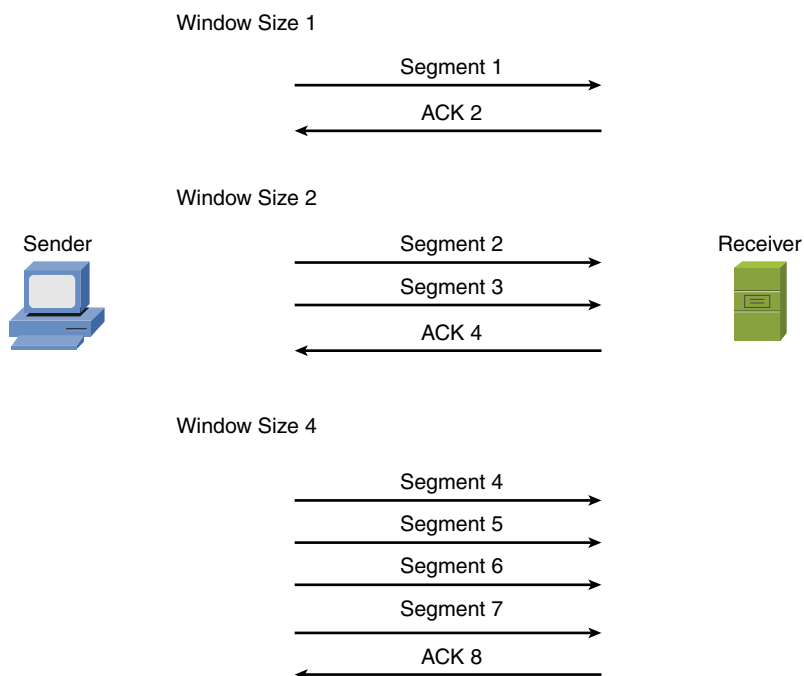 Window Size 1
Segment 1
ACK 2
Window Size 2
Sender
Receiver
Segment 2
Segment 3
ACK 4
Window Size 4
Segment 4
Segment 5
Segment 6
Segment 7
ACK 8